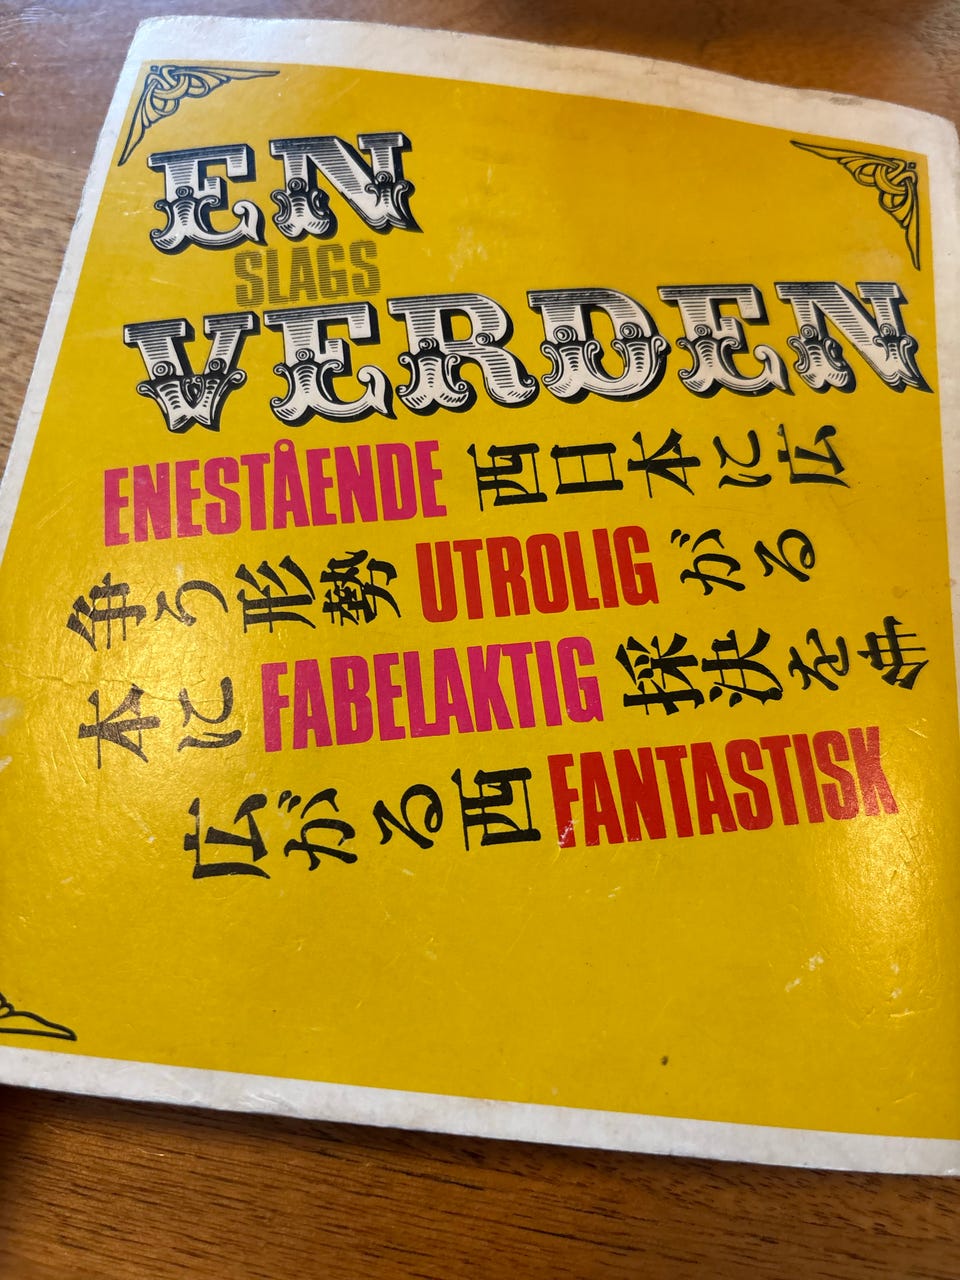 EN
SLAGS
VERDEN
ENESTÅENDE 西日本に広
争う形勢 UTROLIG がる
本に FABELAKTIG 採決を
広がる西 FANTASTISK